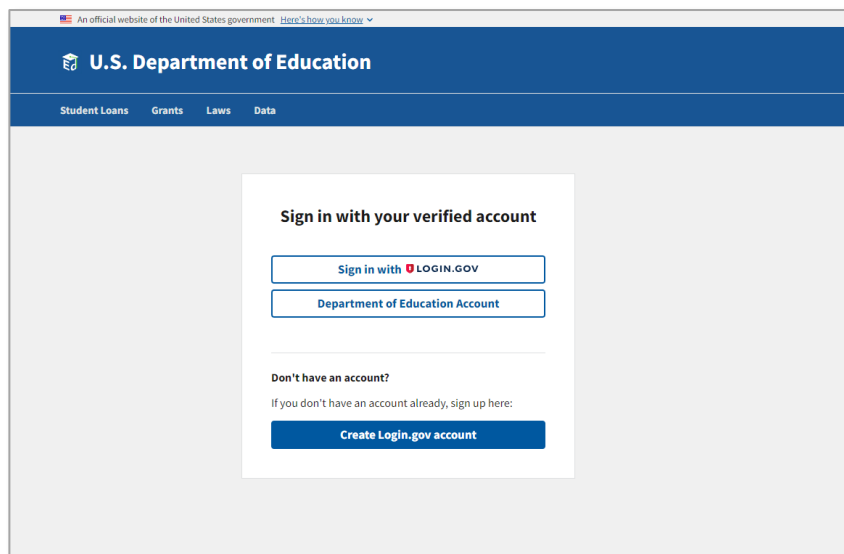 An official website of the United States government Here's how you know
U.S. Department of Education
Student Loans Grants Laws Data
Sign in with your verified account
Sign in with LOGIN.GOV
Department of Education Account
Don't have an account?
If you don't have an account already, sign up here:
Create Login.gov account